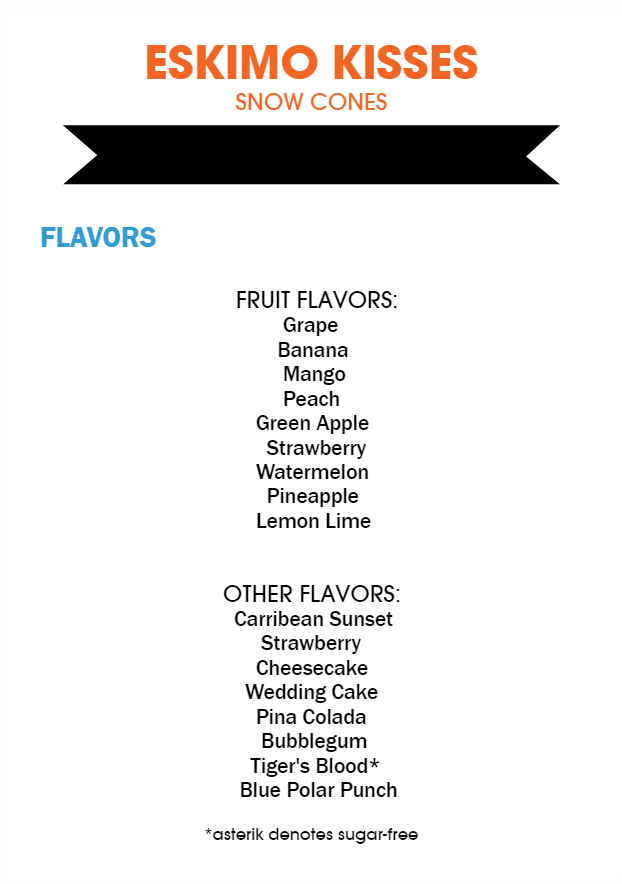 ESKIMO KISSES
SNOW CONES
FLAVORS
FRUIT FLAVORS:
Grape
Banana
Mango
Peach
Green Apple
Strawberry
Watermelon
Pineapple
Lemon Lime
OTHER FLAVORS:
Carribean Sunset
Strawberry
Cheesecake
Wedding Cake
Pina Colada
Bubblegum
Tiger's Blood*
Blue Polar Punch
*asterik denotes sugar-free